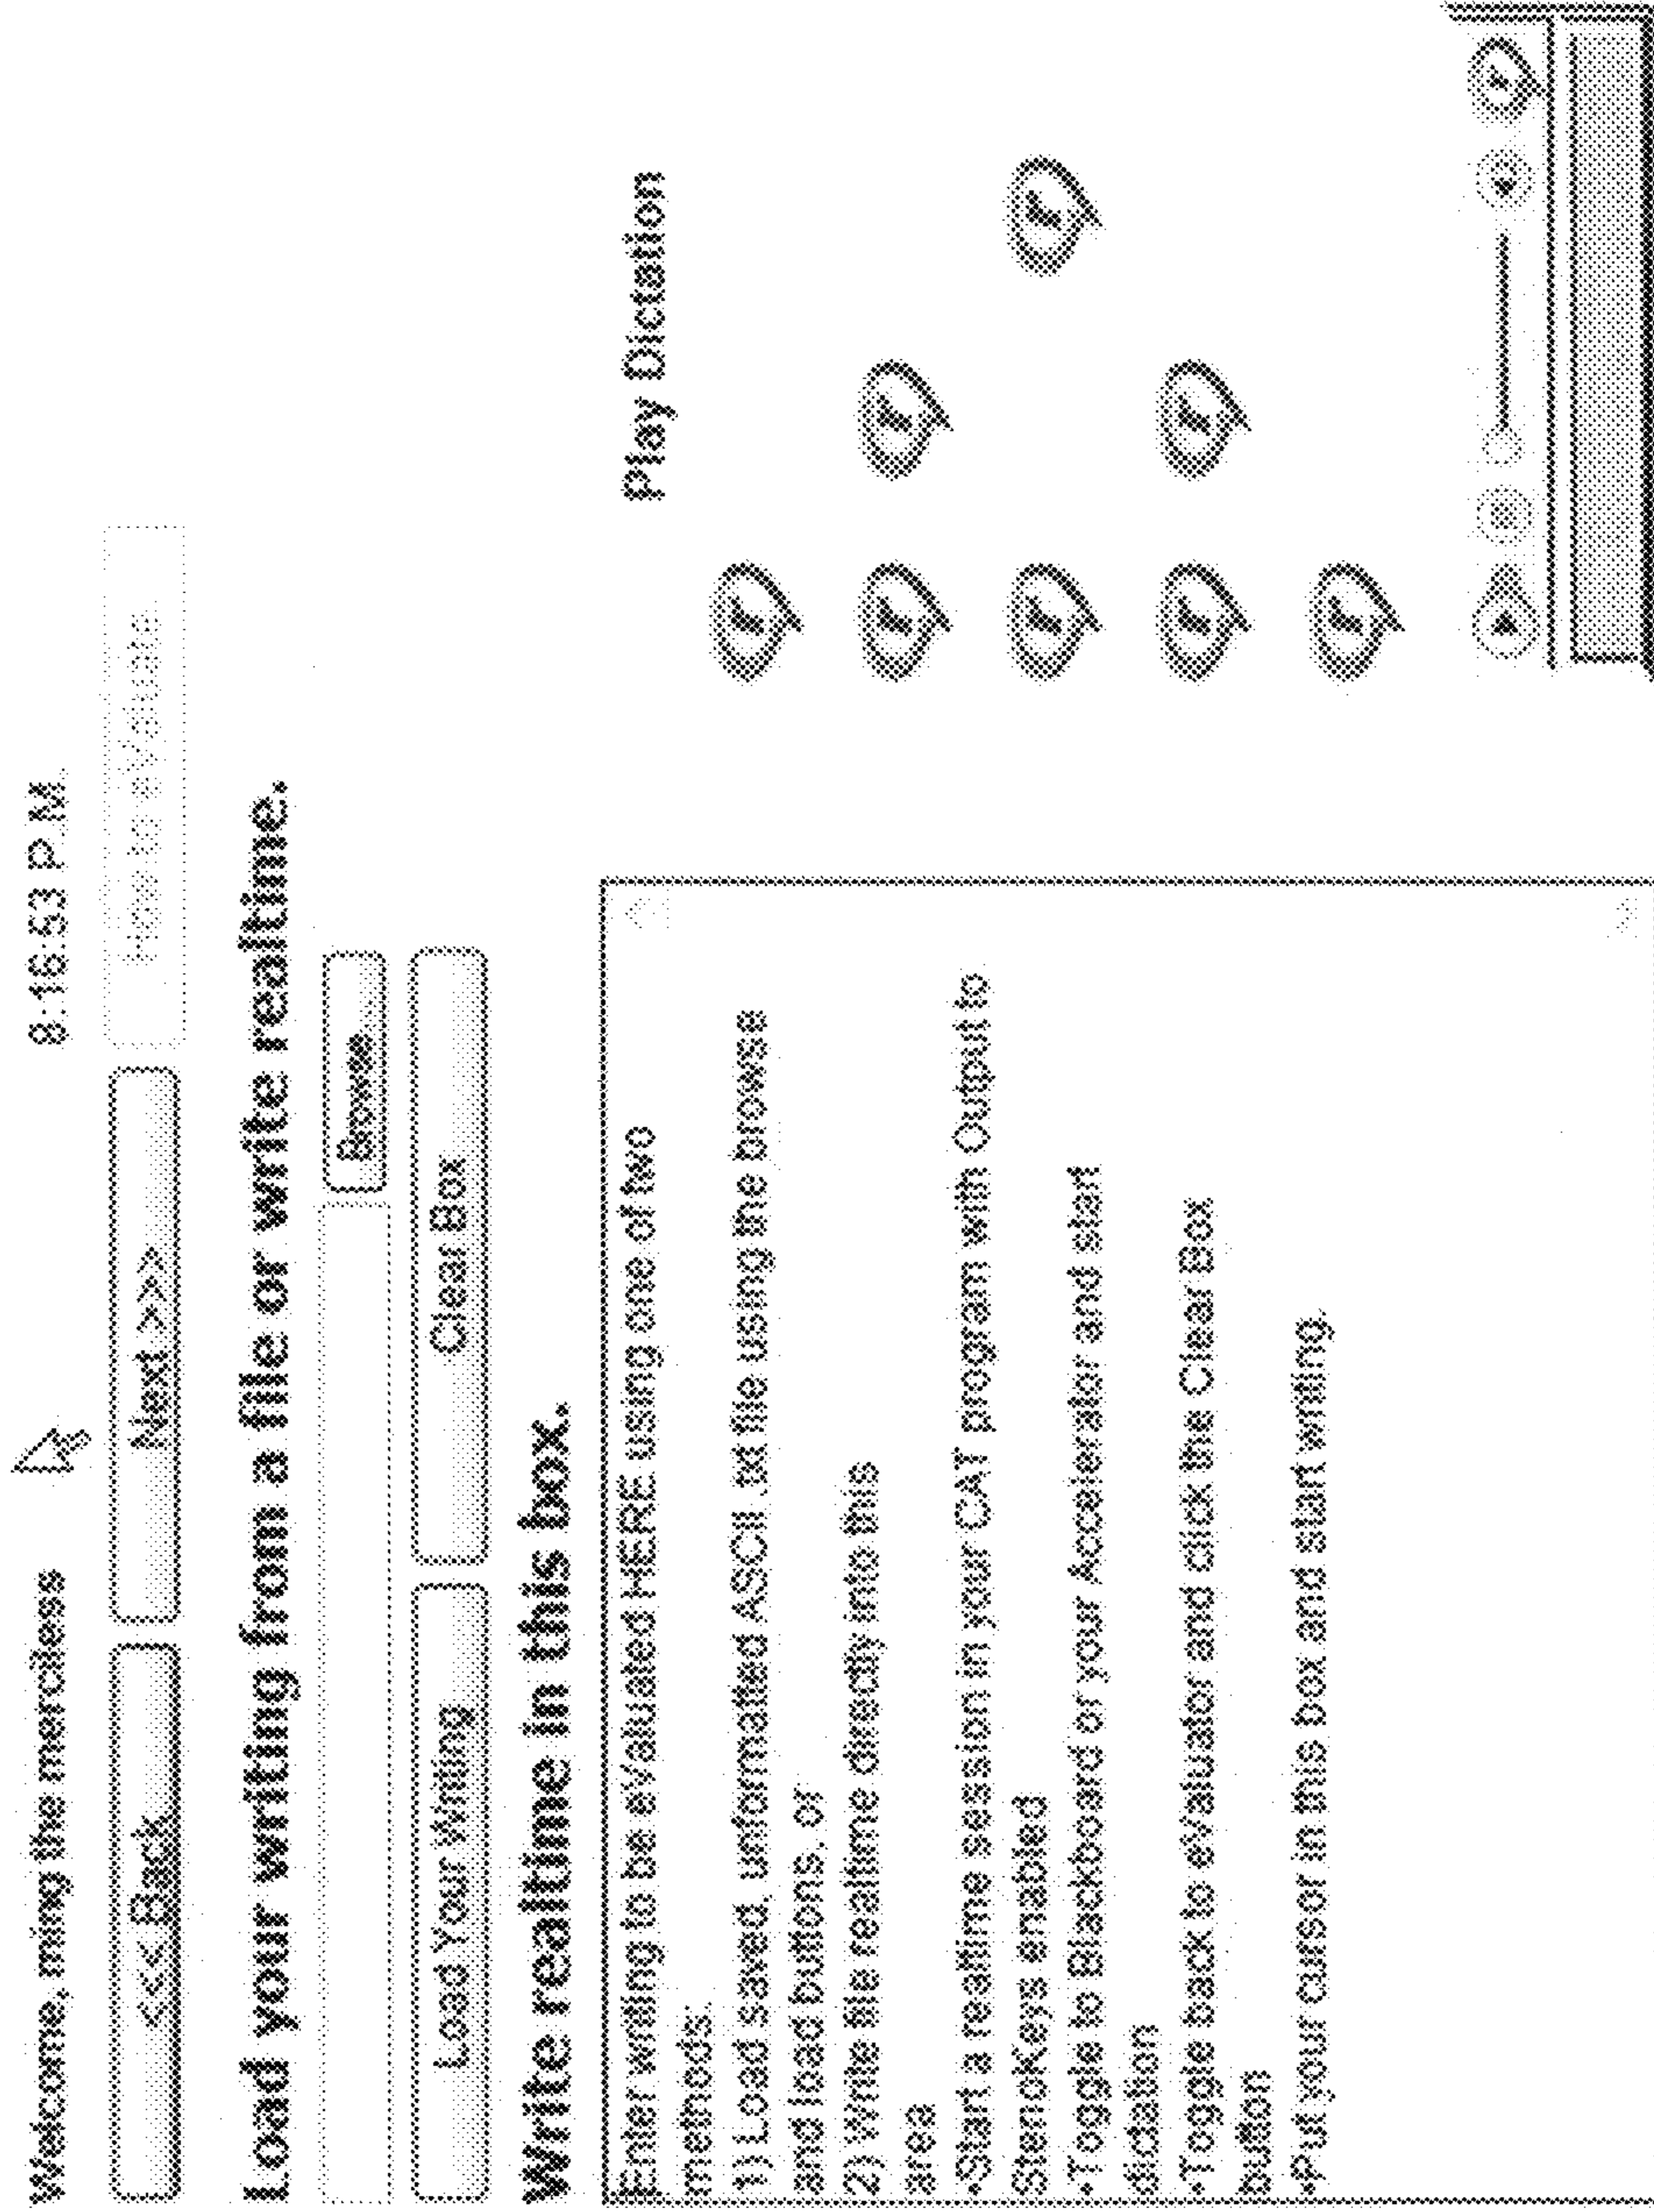 Welcome, ming the merciless 8:16:53 P.M.
<<< Back Next >>> How to eValuate
Load your writing from a file or write realtime.
Browse...
Load Your Writing Clear Box
Write realtime in this box.
Play Dictation
Enter writing to be eValuated HERE using one of two
methods:
1) Load saved, unformatted ASCII .txt file using the browse
and load buttons, or
2) Write file realtime directly into this
area
•Start a realtime session in your CAT program with Output to
StenoKeys enabled
•Toggle to Blackboard or your Accelerator and start
dictation
•Toggle back to eValuator and click the Clear Box
button
•Put your cursor in this box and start writing.